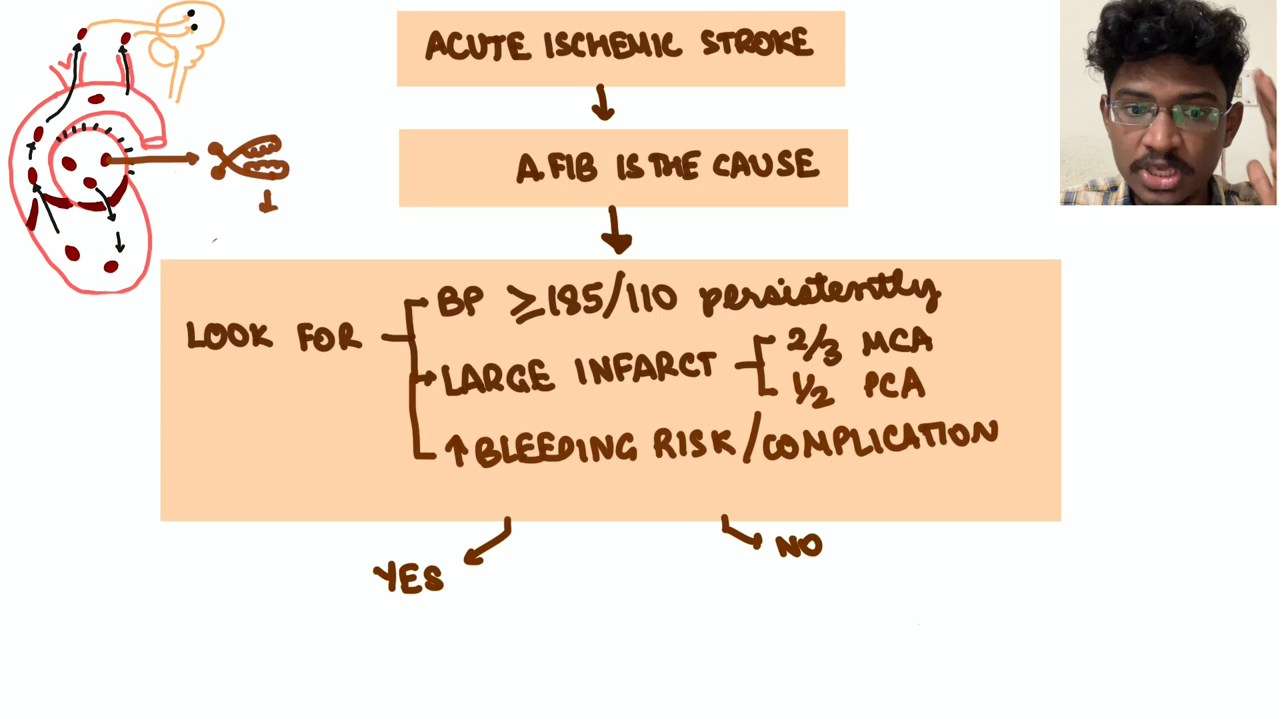 ACUTE ISCHEMIC STROKE
A.FIB IS THE CAUSE
LOOK FOR
BP ≥185/110 persistently
LARGE INFARCT
2/3 MCA
1/2 PCA
↑ BLEEDING RISK/COMPLICATION
YES
NO